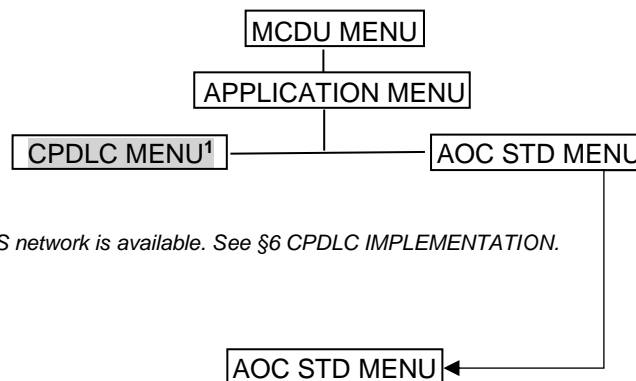 MCDU MENU
APPLICATION MENU
CPDLC MENU¹
AOC STD MENU
S network is available. See §6 CPDLC IMPLEMENTATION.
AOC STD MENU